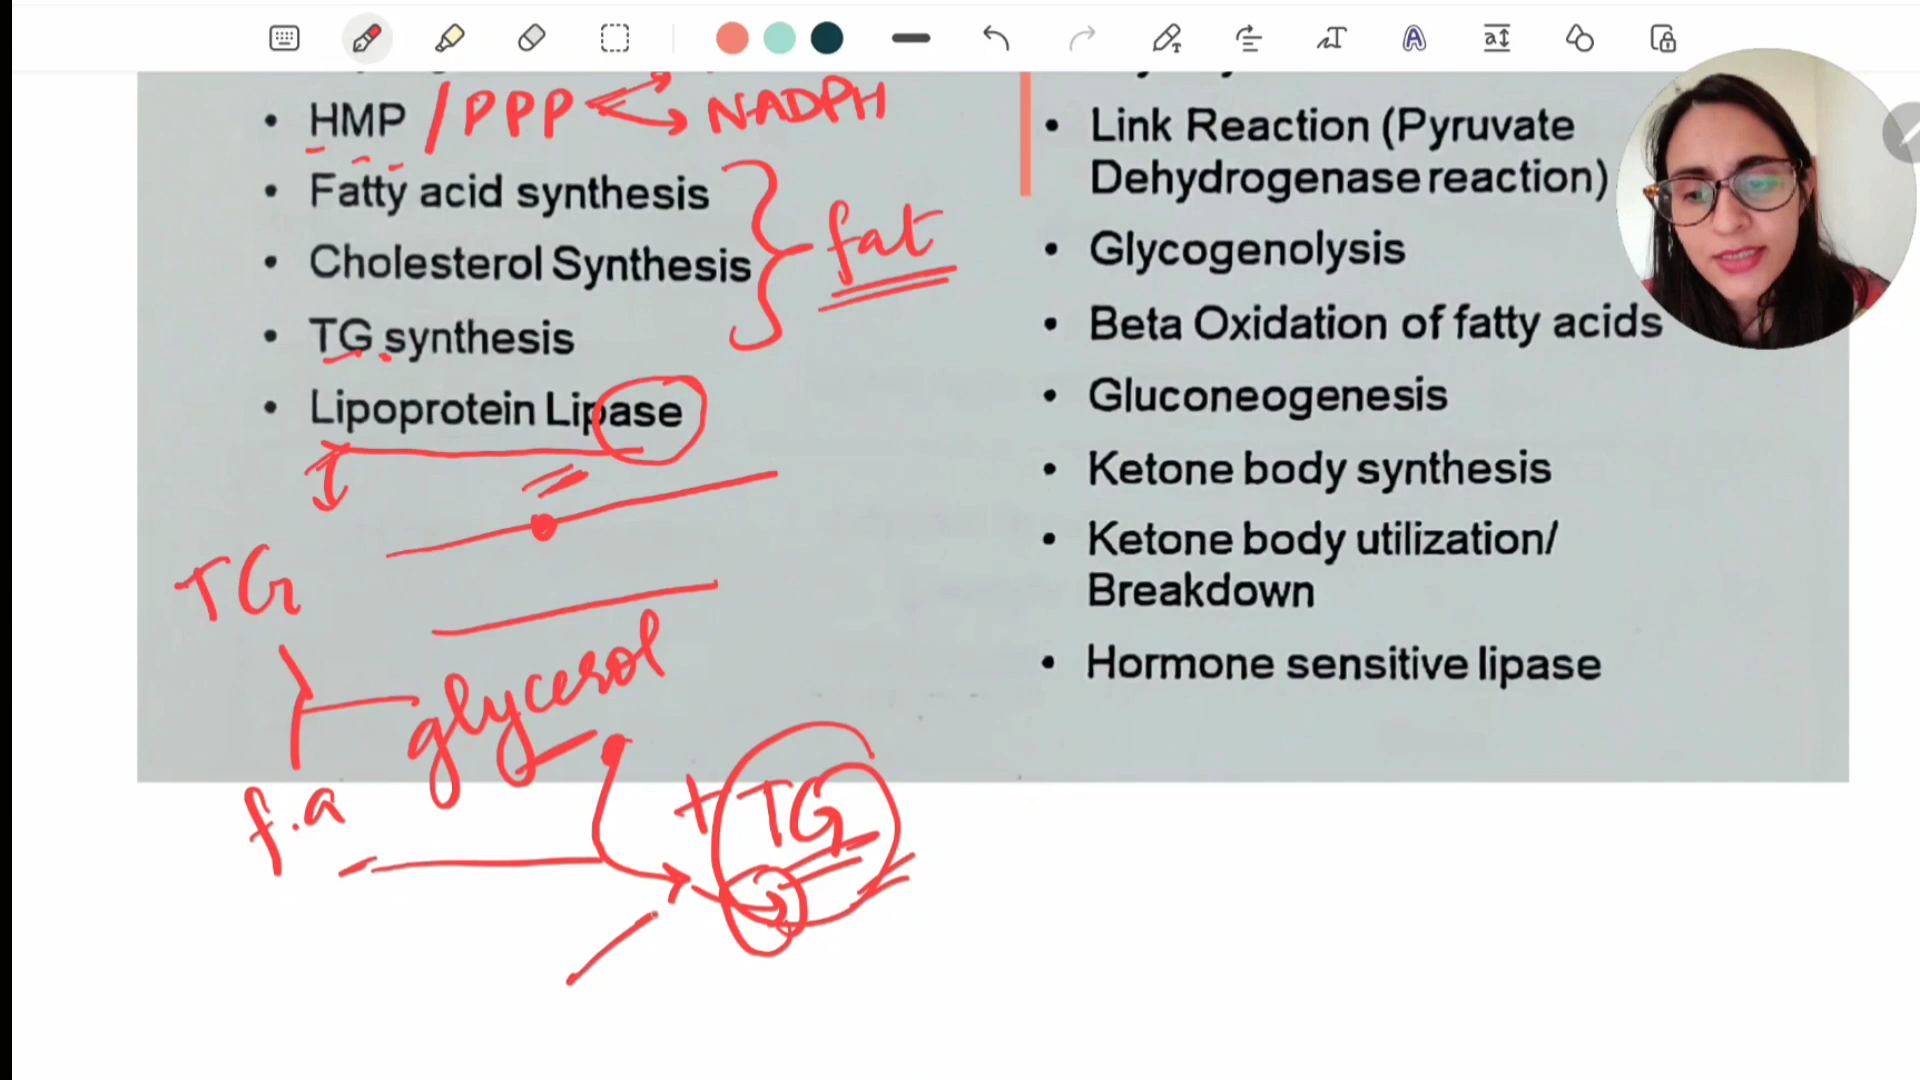 HMP / PPP NADPH
Fatty acid synthesis
Cholesterol Synthesis
fat
TG synthesis
Lipoprotein Lipase
TG
glycerol
f.a
+ TG
Link Reaction (Pyruvate
Dehydrogenase reaction)
Glycogenolysis
Beta Oxidation of fatty acids
Gluconeogenesis
Ketone body synthesis
Ketone body utilization/
Breakdown
Hormone sensitive lipase